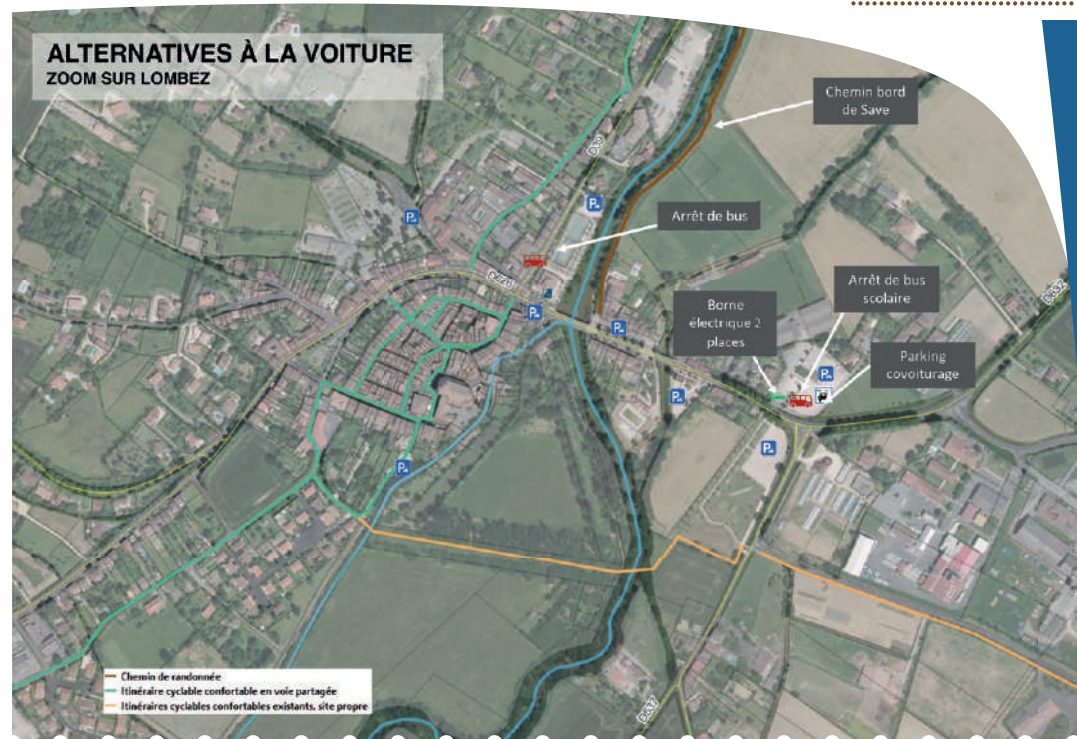 ALTERNATIVES À LA VOITURE
ZOOM SUR LOMBEZ
Chemin bord
de Save
D39
P
P
Arrêt de bus
D626
P
Arrêt de bus
scolaire
D632
Borne
électrique 2
places
P
Parking
covoiturage
P
P
P
P
Chemin de randonnée
Itinéraire cyclable confortable en voie partagée
Itinéraires cyclables confortables existants, site propre